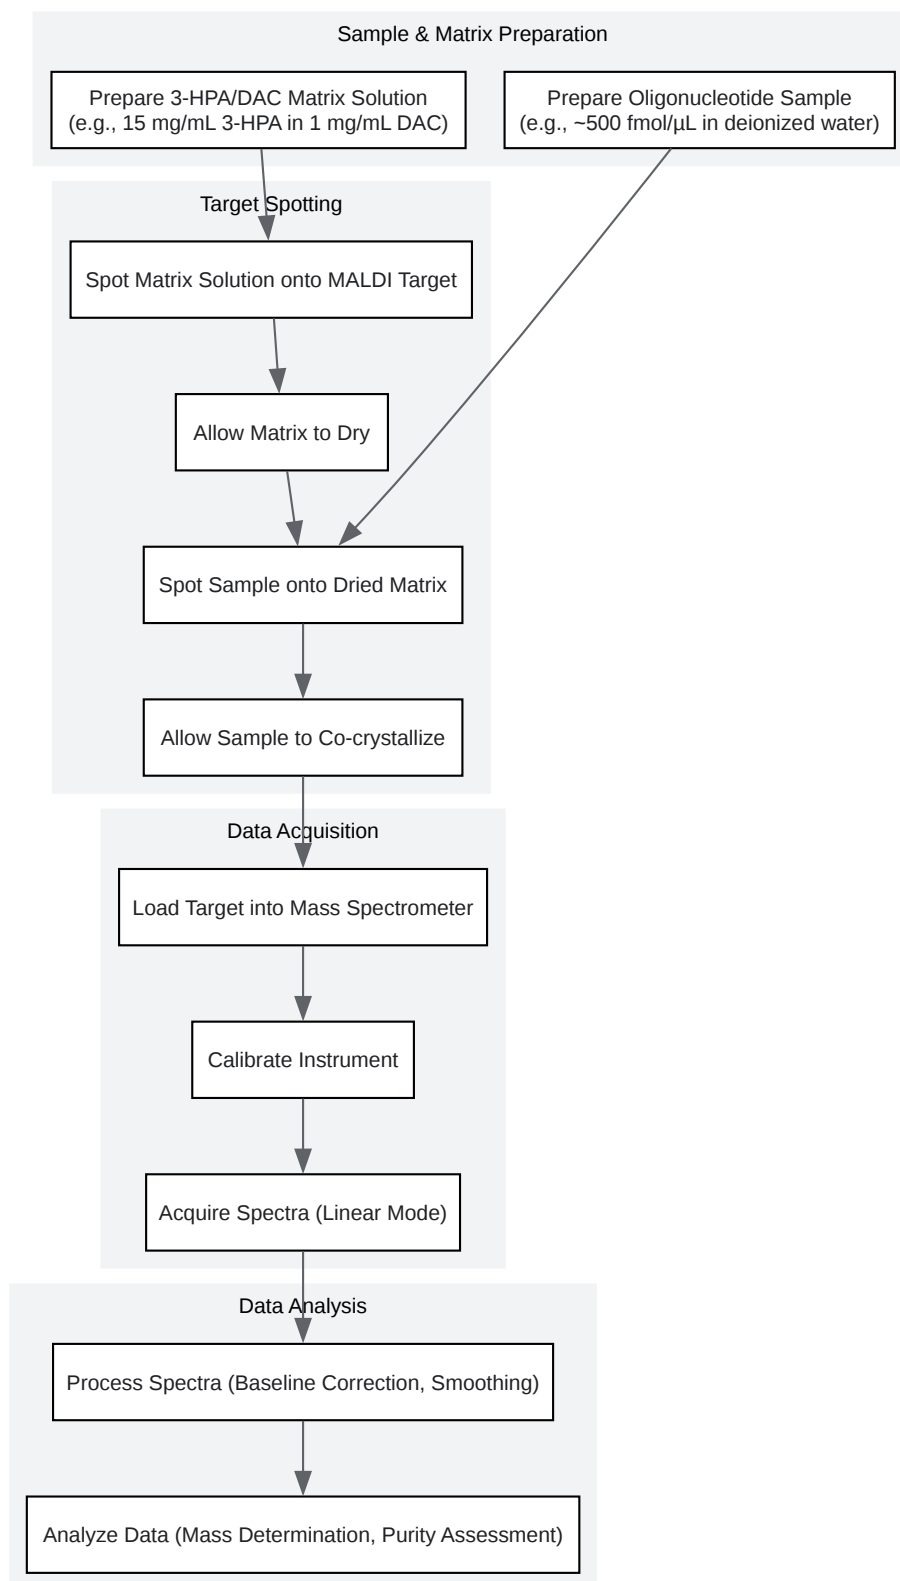 Sample & Matrix Preparation
Prepare 3-HPA/DAC Matrix Solution
(e.g., 15 mg/mL 3-HPA in 1 mg/mL DAC)
Prepare Oligonucleotide Sample
(e.g., ~500 fmol/µL in deionized water)
Target Spotting
Spot Matrix Solution onto MALDI Target
Allow Matrix to Dry
Spot Sample onto Dried Matrix
Allow Sample to Co-crystallize
Data Acquisition
Load Target into Mass Spectrometer
Calibrate Instrument
Acquire Spectra (Linear Mode)
Data Analysis
Process Spectra (Baseline Correction, Smoothing)
Analyze Data (Mass Determination, Purity Assessment)